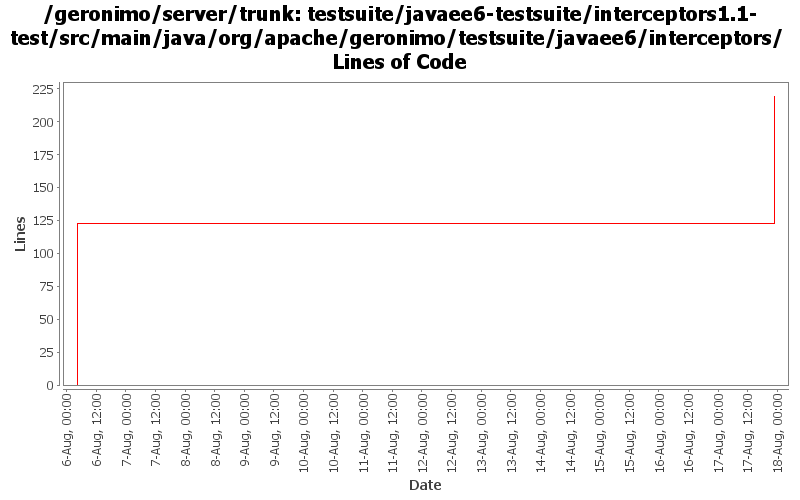 /geronimo/server/trunk: testsuite/javaee6-testsuite/interceptors1.1-
test/src/main/java/org/apache/geronimo/testsuite/javaee6/interceptors/
Lines of Code
225
200
175
150
125
100
75
50
25
0
Lines
6-Aug, 00:00
6-Aug, 12:00
7-Aug, 00:00
7-Aug, 12:00
8-Aug, 00:00
8-Aug, 12:00
9-Aug, 00:00
9-Aug, 12:00
10-Aug, 00:00
10-Aug, 12:00
11-Aug, 00:00
11-Aug, 12:00
12-Aug, 00:00
12-Aug, 12:00
13-Aug, 00:00
13-Aug, 12:00
14-Aug, 00:00
14-Aug, 12:00
15-Aug, 00:00
15-Aug, 12:00
16-Aug, 00:00
16-Aug, 12:00
17-Aug, 00:00
17-Aug, 12:00
18-Aug, 00:00
Date